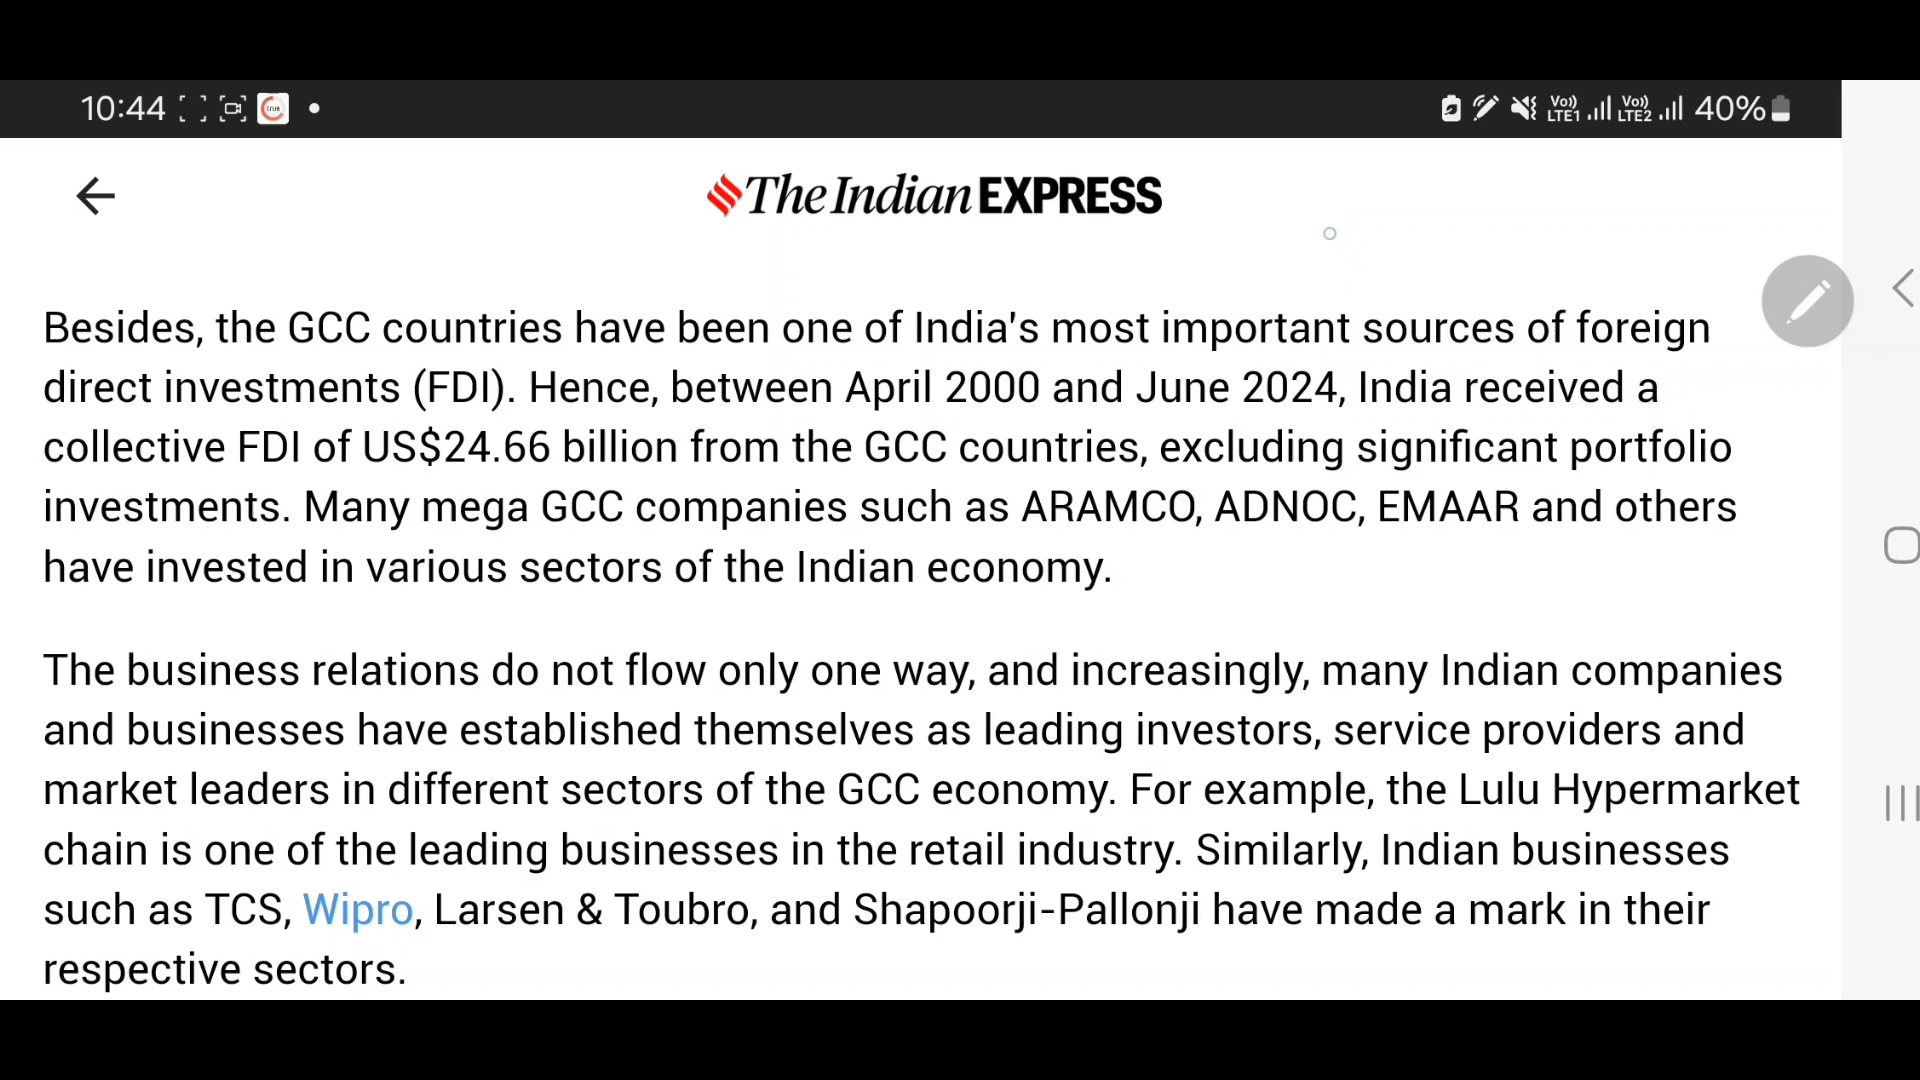 10:44
true
Vo)) LTE1 Vo)) LTE2 40%
The Indian EXPRESS
Besides, the GCC countries have been one of India's most important sources of foreign
direct investments (FDI). Hence, between April 2000 and June 2024, India received a
collective FDI of US$24.66 billion from the GCC countries, excluding significant portfolio
investments. Many mega GCC companies such as ARAMCO, ADNOC, EMAAR and others
have invested in various sectors of the Indian economy.
The business relations do not flow only one way, and increasingly, many Indian companies
and businesses have established themselves as leading investors, service providers and
market leaders in different sectors of the GCC economy. For example, the Lulu Hypermarket
chain is one of the leading businesses in the retail industry. Similarly, Indian businesses
such as TCS, Wipro, Larsen & Toubro, and Shapoorji-Pallonji have made a mark in their
respective sectors.